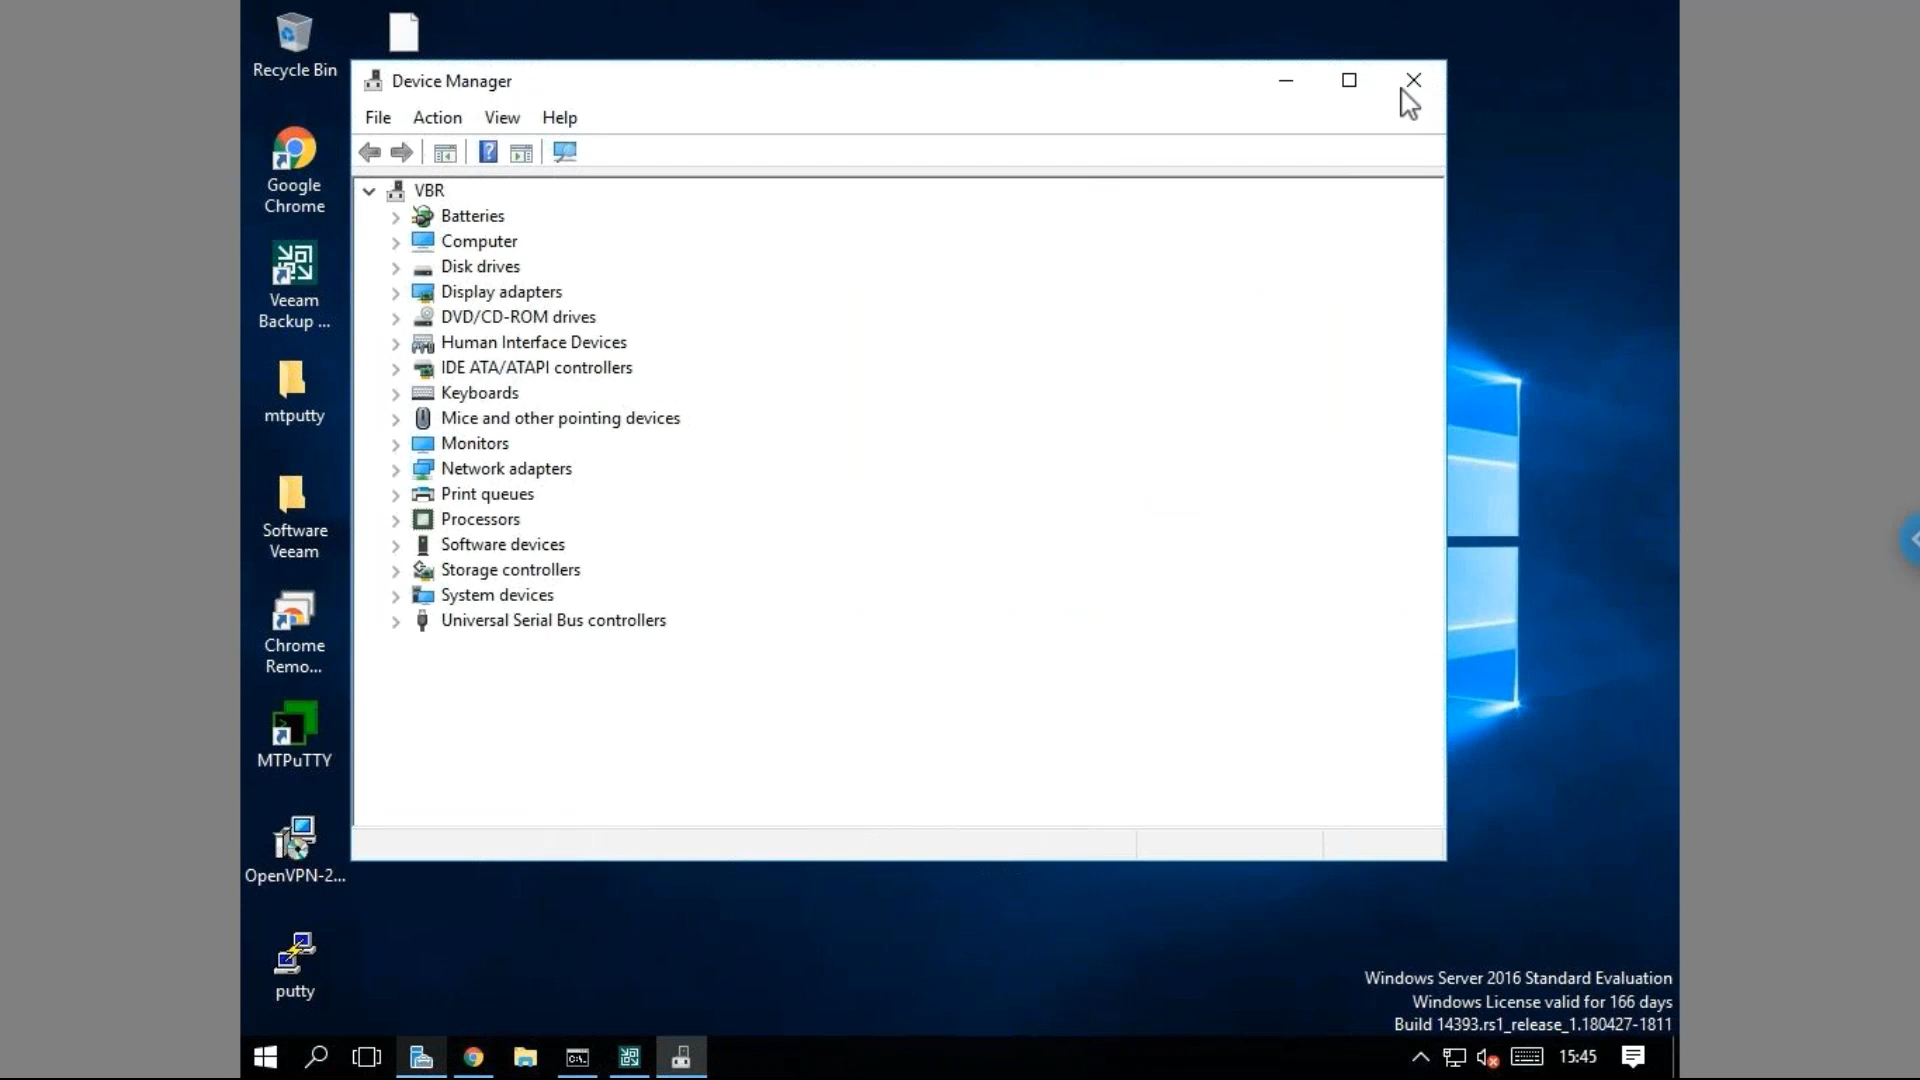 Recycle Bin
Google
Chrome
Veeam
Backup ...
mtputty
Software
Veeam
Chrome
Remo...
MTPuTTY
OpenVPN-2...
putty
Device Manager
File Action View Help
VBR
Batteries
Computer
Disk drives
Display adapters
DVD/CD-ROM drives
Human Interface Devices
IDE ATA/ATAPI controllers
Keyboards
Mice and other pointing devices
Monitors
Network adapters
Print queues
Processors
Software devices
Storage controllers
System devices
Universal Serial Bus controllers
Windows Server 2016 Standard Evaluation
Windows License valid for 166 days
Build 14393.rs1_release_1.180427-1811
15:45